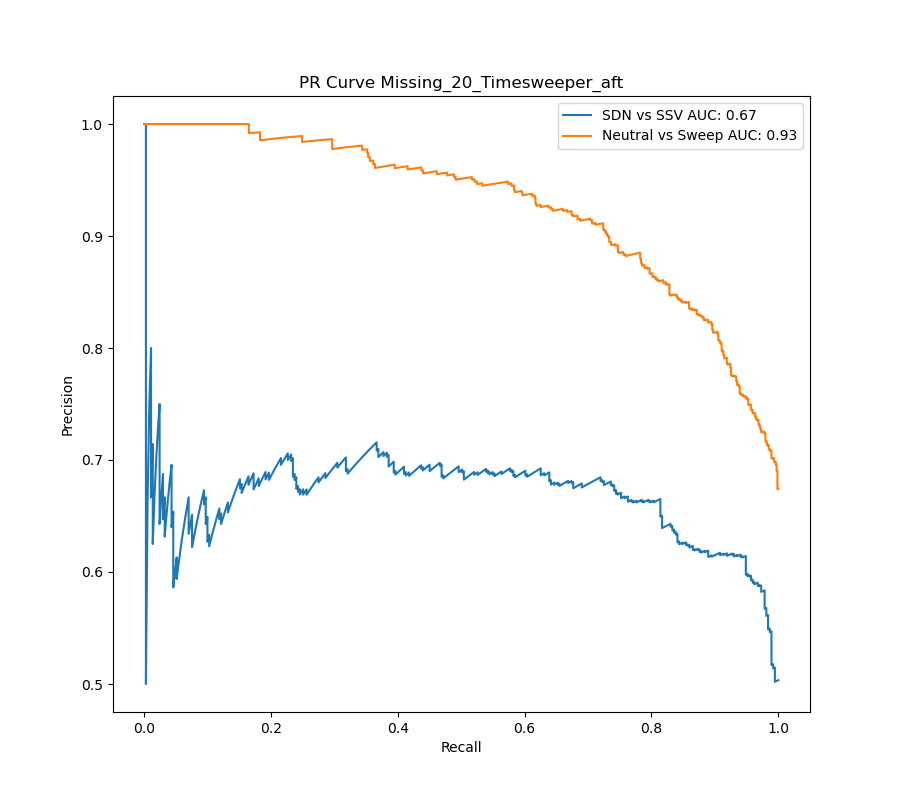 PR Curve Missing_20_Timesweeper_aft
SDN vs SSV AUC: 0.67
Neutral vs Sweep AUC: 0.93
1.0
0.9
0.8
0.7
0.6
0.5
Precision
0.0 0.2 0.4 0.6 0.8 1.0
Recall